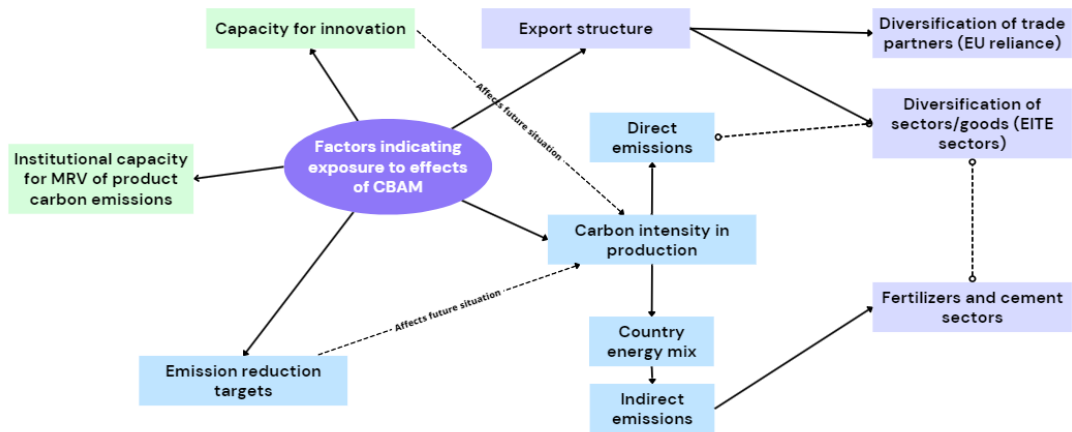 Capacity for innovation
Export structure
Diversification of trade
partners (EU reliance)
Affects future situation
Diversification of
sectors/goods (EITE
sectors)
Direct
emissions
Factors indicating
exposure to effects
of CBAM
Institutional capacity
for MRV of product
carbon emissions
Carbon intensity in
production
Affects future situation
Fertilizers and cement
sectors
Country
energy mix
Emission reduction
targets
Indirect
emissions